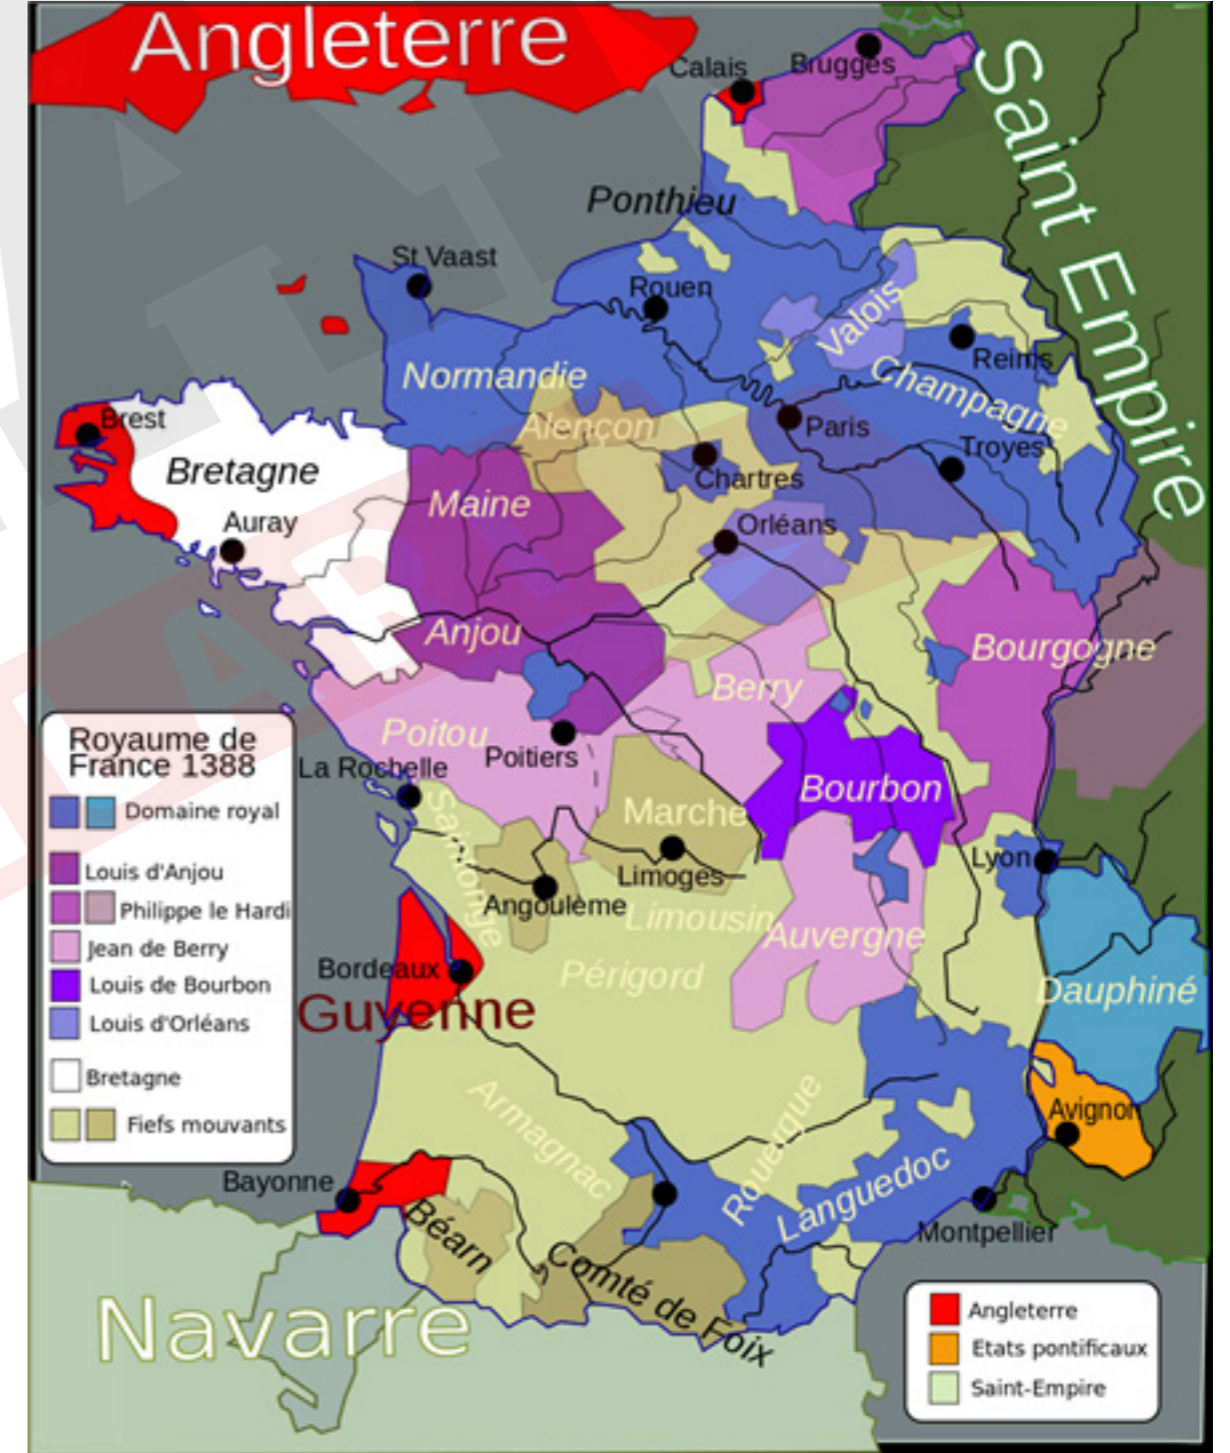 Angleterre
Calais
Brugges
Saint Empire
Ponthieu
St Vaast
Rouen
Valois
Reims
Normandie
Champagne
Brest
Alençon
Paris
Troyes
Bretagne
Chartres
Maine
Auray
Orléans
Anjou
Bourgogne
Berry
Poitou
Poitiers
La Rochelle
Bourbon
Marche
Saintonge
Lyon
Limoges
Angoulème
Limousin
Auvergne
Bordeaux
Périgord
Dauphiné
Guyenne
Armagnac
Rouergue
Avignon
Languedoc
Bayonne
Béarn
Montpellier
Comté de Foix
Navarre
Royaume de
France 1388
Domaine royal
Louis d'Anjou
Philippe le Hardi
Jean de Berry
Louis de Bourbon
Louis d'Orléans
Bretagne
Fiefs mouvants
Angleterre
Etats pontificaux
Saint-Empire